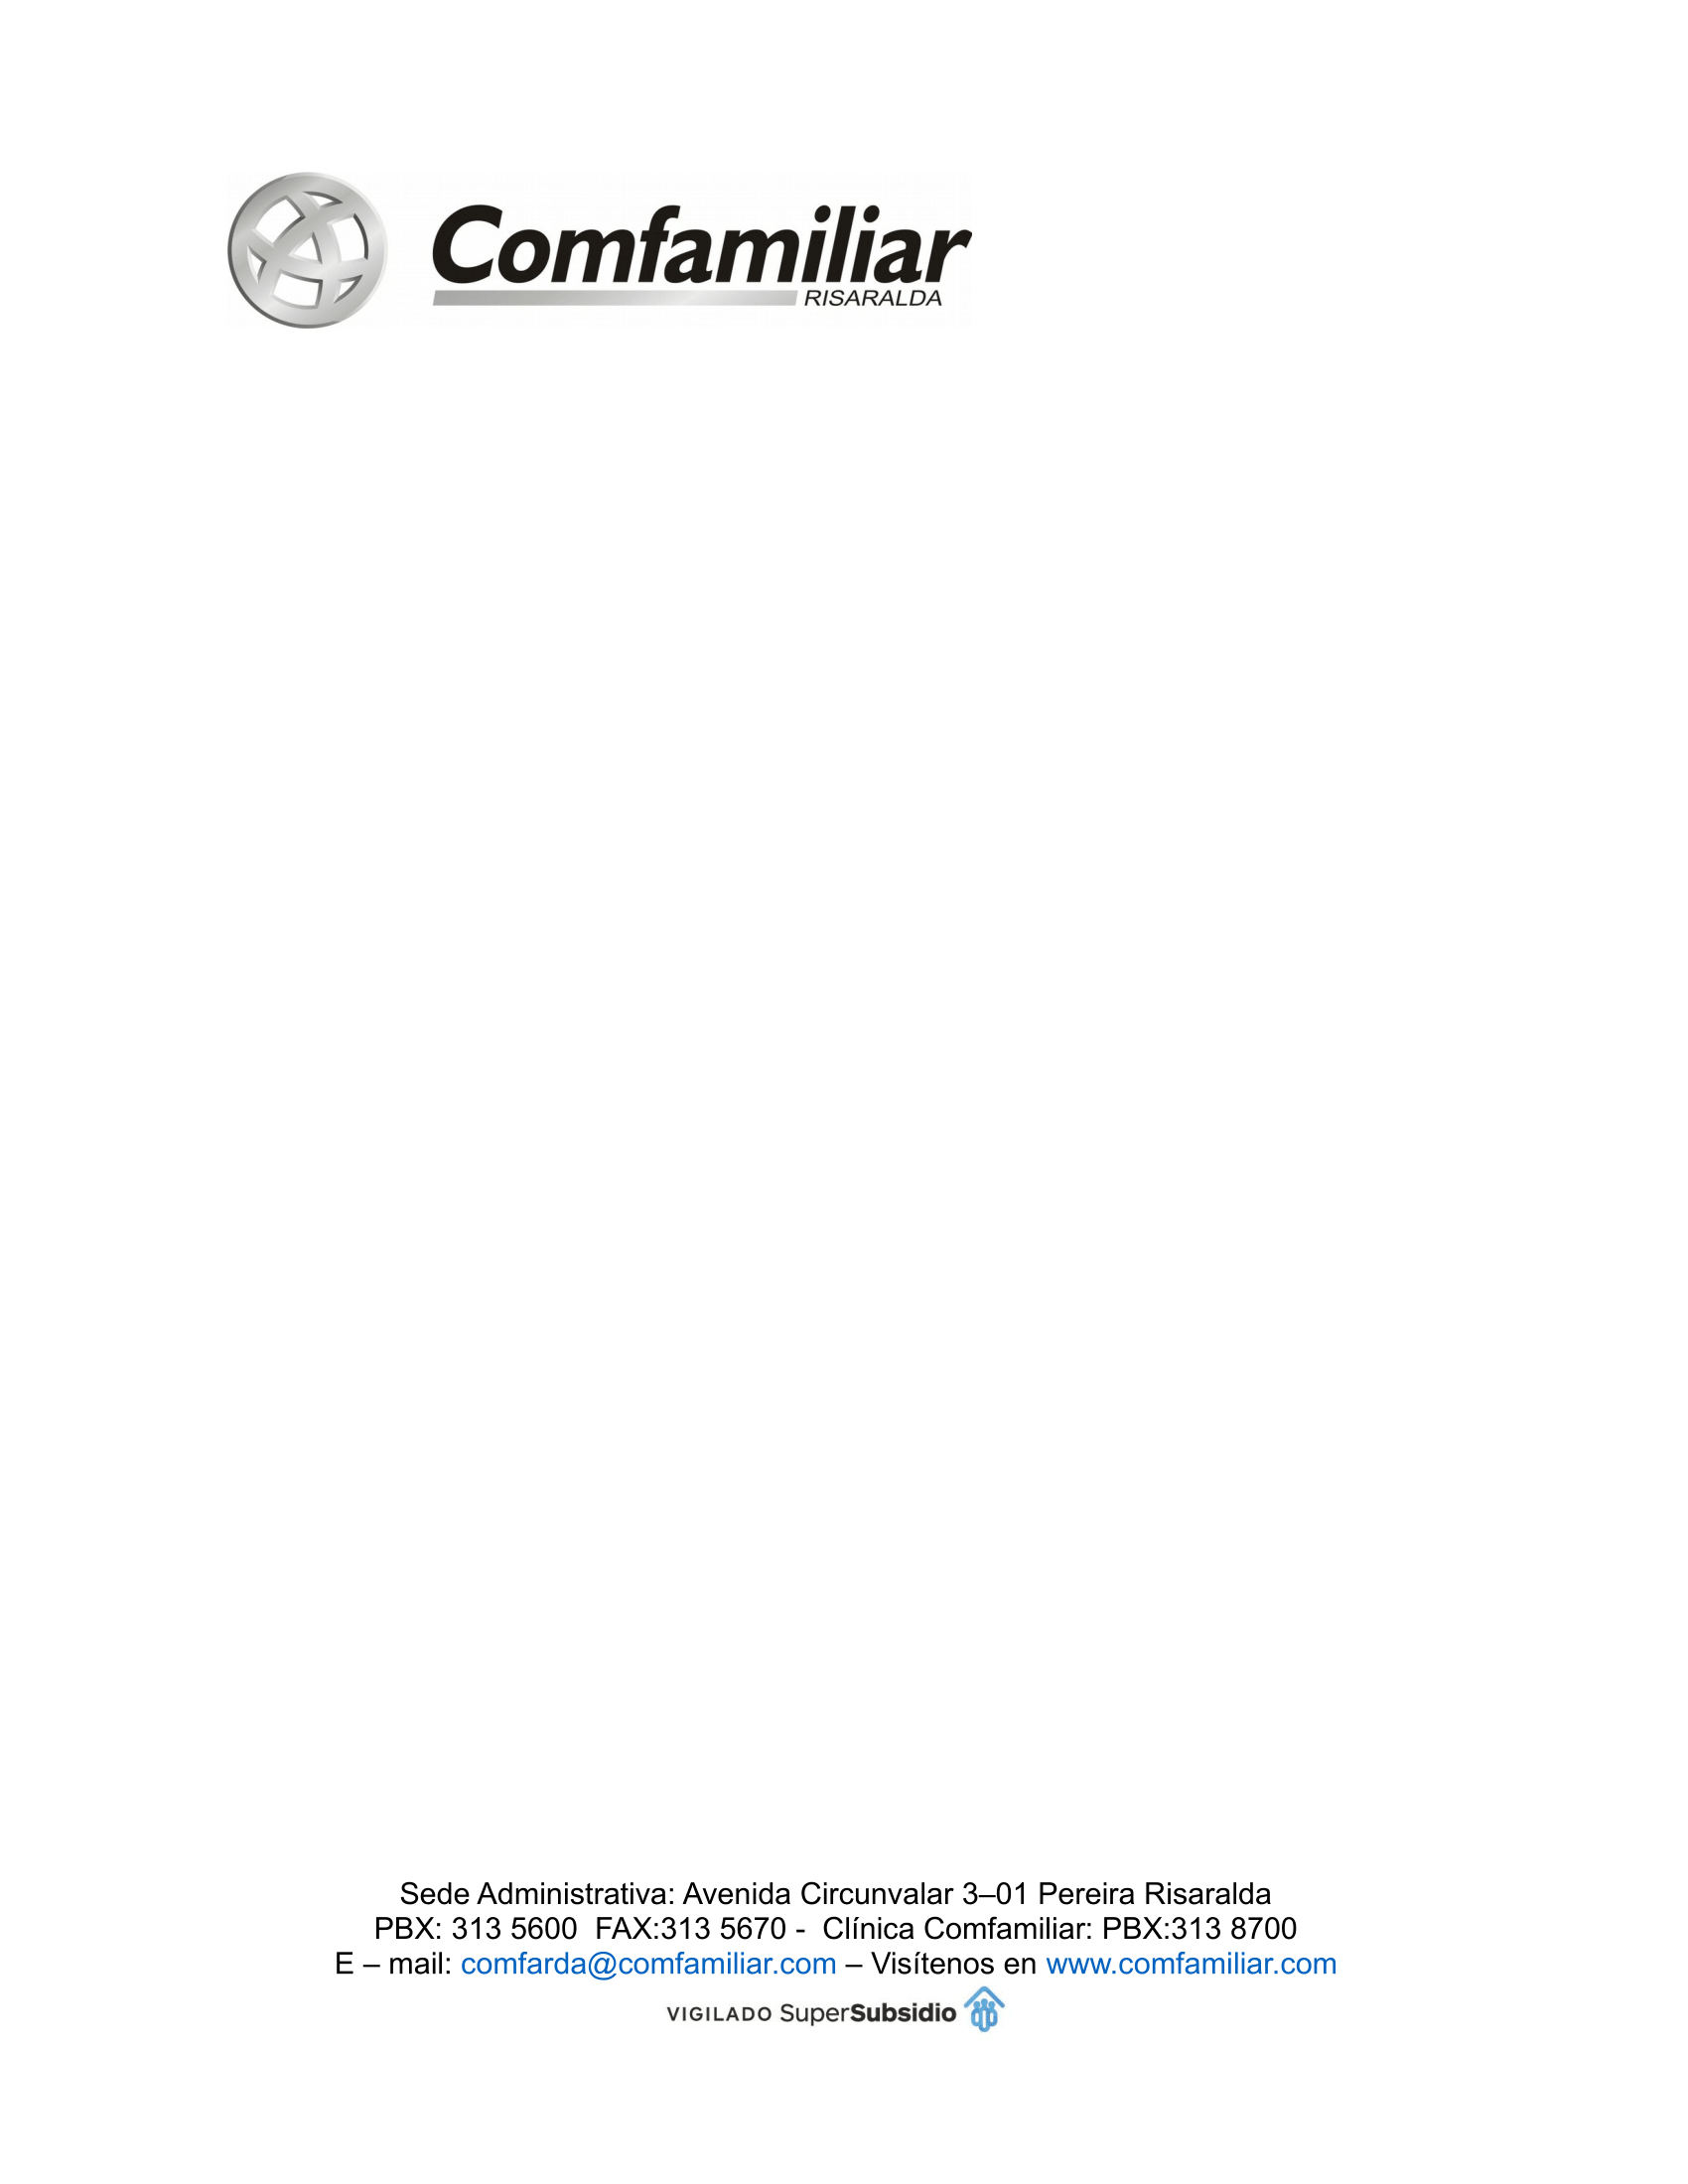 Comfamiliar
RISARALDA
Sede Administrativa: Avenida Circunvalar 3–01 Pereira Risaralda
PBX: 313 5600  FAX:313 5670 -  Clínica Comfamiliar: PBX:313 8700
E – mail: comfarda@comfamiliar.com – Visítenos en www.comfamiliar.com
VIGILADO SuperSubsidio